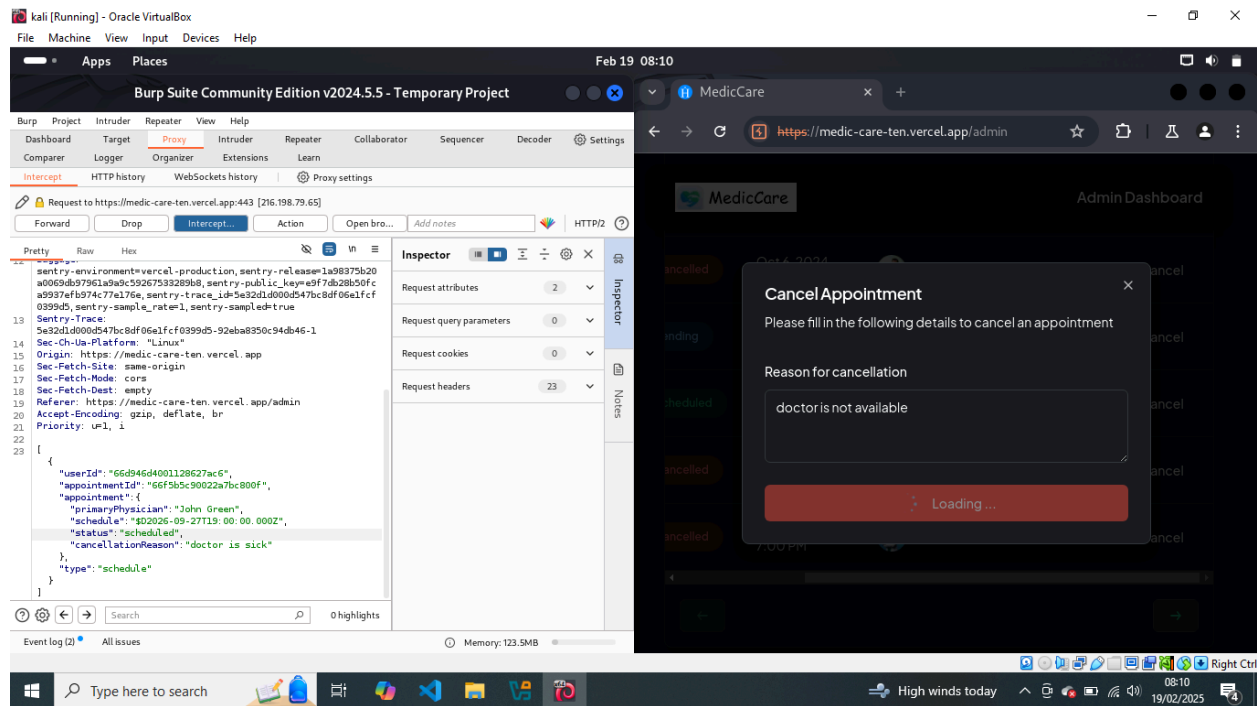 kali [Running] - Oracle VirtualBox
File Machine View Input Devices Help
Apps Places Feb 19 08:10
Burp Suite Community Edition v2024.5.5 - Temporary Project
Burp Project Intruder Repeater View Help
Dashboard Target Proxy Intruder Repeater Collaborator Sequencer Decoder Settings
Comparer Logger Organizer Extensions Learn
Intercept HTTP history WebSockets history Proxy settings
Request to https://medic-care-ten.vercel.app:443 [216.198.79.65]
Forward Drop Intercept... Action Open bro... Add notes HTTP/2
Pretty Raw Hex
sentry-environment=vercel-production,sentry-release=1a98375b20
a0069db97961a9a9c59267533289b8,sentry-public_key=e9f7db28b50fc
a9937efb974c77e176e,sentry-trace_id=5e32d1d000d547bc8df06e1fcf
0399d5,sentry-sample_rate=1,sentry-sampled=true
13 Sentry-Trace:
5e32d1d000d547bc8df06e1fcf0399d5-92eba8350c94db46-1
14 Sec-Ch-Ua-Platform: "Linux"
15 Origin: https://medic-care-ten.vercel.app
16 Sec-Fetch-Site: same-origin
17 Sec-Fetch-Mode: cors
18 Sec-Fetch-Dest: empty
19 Referer: https://medic-care-ten.vercel.app/admin
20 Accept-Encoding: gzip, deflate, br
21 Priority: u=1, i
22
23 [
{
"userId":"66d946d4001128627ac6",
"appointmentId":"66f5b5c90022a7bc800f",
"appointment":{
"primaryPhysician":"John Green",
"schedule":"$D2026-09-27T19:00:00.000Z",
"status":"scheduled",
"cancellationReason":"doctor is sick"
},
"type":"schedule"
}
]
Search 0 highlights
Event log (2) All issues Memory: 123.5MB
Inspector
Request attributes 2
Request query parameters 0
Request cookies 0
Request headers 23
Inspector
Notes
MedicCare
https://medic-care-ten.vercel.app/admin
MedicCare Admin Dashboard
ancelled Oct 6, 2024 ancel
nding ancel
heduled ancel
ancelled ancel
ancelled 7:00 PM ancel
Cancel Appointment
Please fill in the following details to cancel an appointment
Reason for cancellation
doctor is not available
Loading ...
Right Ctrl
Type here to search
High winds today
08:10
19/02/2025
4